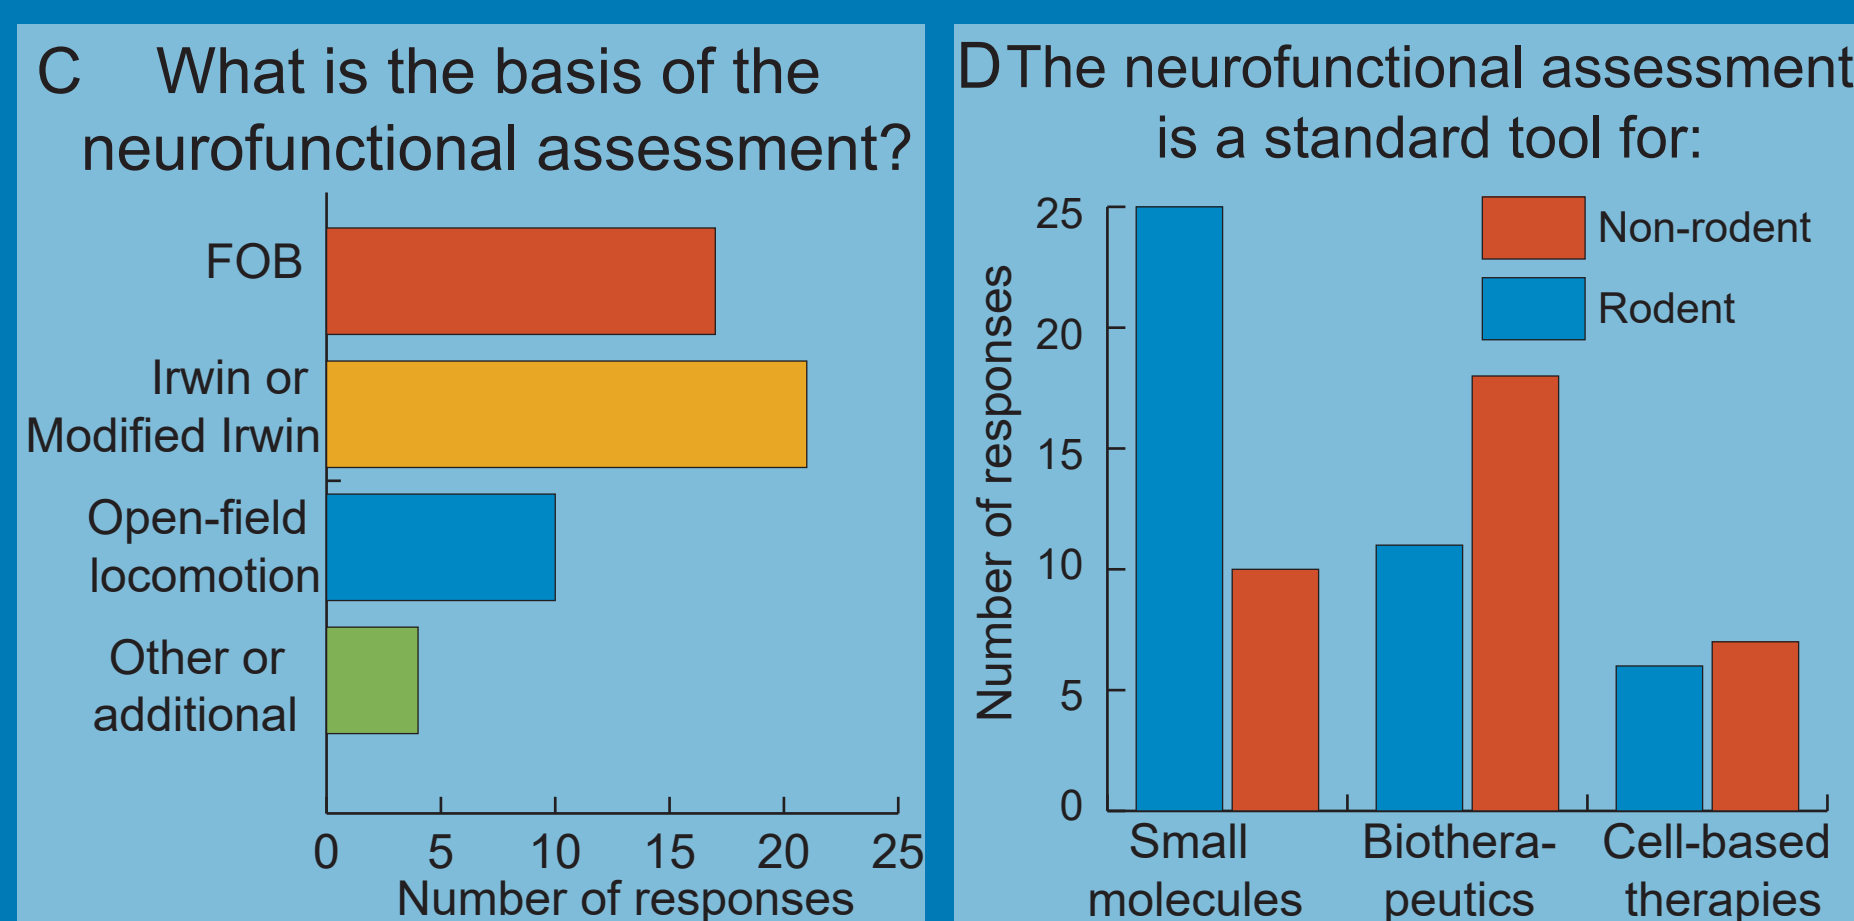 C What is the basis of the
neurofunctional assessment?
FOB
Irwin or
Modified Irwin
Open-field
locomotion
Other or
additional
0 5 10 15 20 25
Number of responses
D The neurofunctional assessment
is a standard tool for:
Non-rodent
Rodent
Number of responses
25
20
15
10
5
0
Small
molecules
Biothera-
peutics
Cell-based
therapies